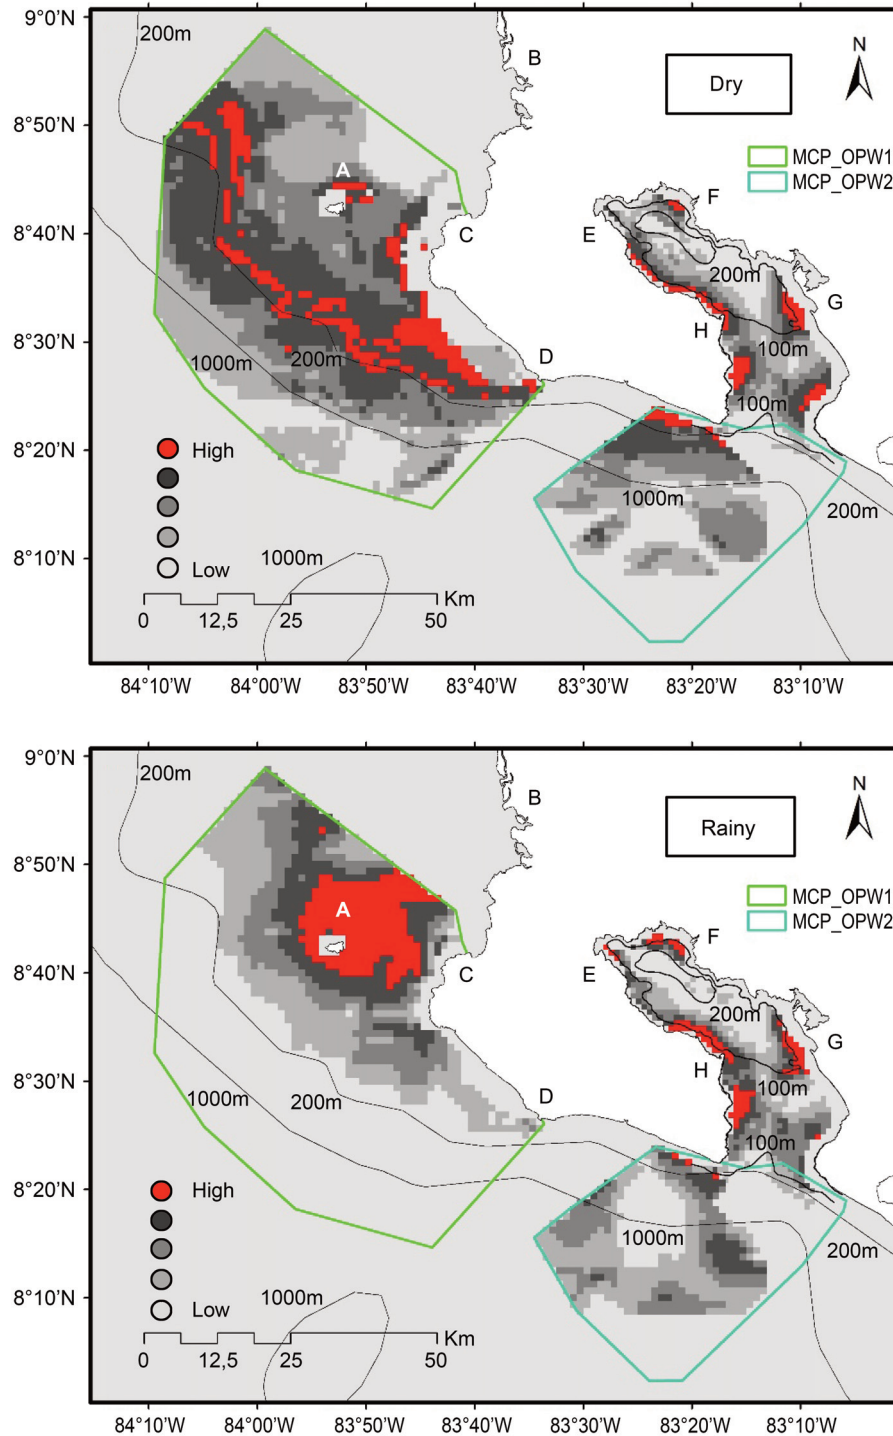 9°0'N
200m
B
Dry
N
8°50'N
MCP_OPW1
MCP_OPW2
A
F
8°40'N
C
E
200m
G
8°30'N
H
100m
1000m
200m
D
100m
8°20'N
High
1000m
200m
8°10'N
1000m
Low
Km
0
12,5
25
50
84°10'W
84°00'W
83°50'W
83°40'W
83°30'W
83°20'W
83°10'W
9°0'N
200m
B
Rainy
N
8°50'N
MCP_OPW1
MCP_OPW2
A
F
8°40'N
C
E
200m
G
8°30'N
H
100m
1000m
200m
D
100m
8°20'N
High
1000m
200m
8°10'N
1000m
Low
Km
0
12,5
25
50
84°10'W
84°00'W
83°50'W
83°40'W
83°30'W
83°20'W
83°10'W